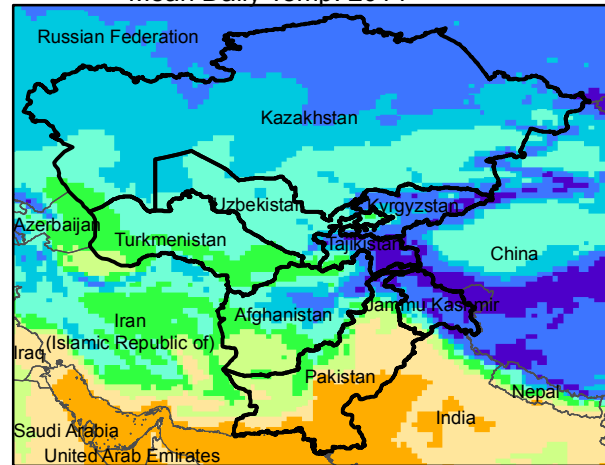 Russian Federation
Kazakhstan
Uzbekistan
Kyrgyzstan
Azerbaijan
Turkmenistan
Tajikistan
China
Iran
(Islamic Republic of)
Afghanistan
Jammu Kashmir
Iraq
Pakistan
Nepal
India
Saudi Arabia
United Arab Emirates